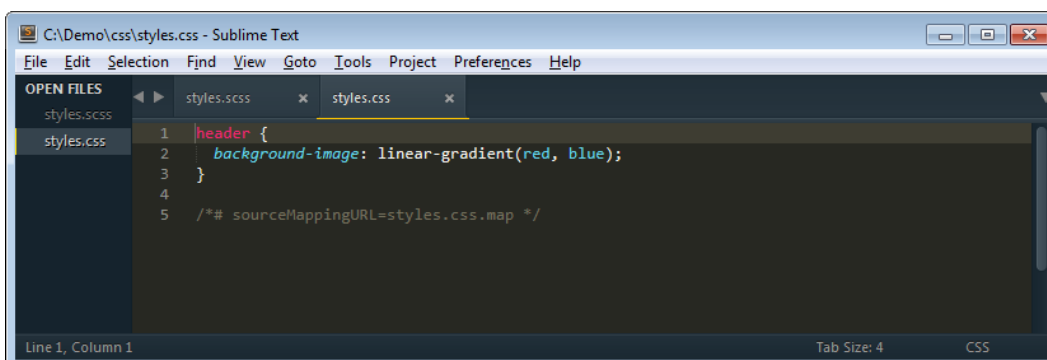 C:\Demo\css\styles.css - Sublime Text
File Edit Selection Find View Goto Tools Project Preferences Help
OPEN FILES
styles.scss
styles.css
styles.scss × styles.css ×
1 header {
2 background-image: linear-gradient(red, blue);
3 }
4
5 /*# sourceMappingURL=styles.css.map */
Line 1, Column 1 Tab Size: 4 CSS